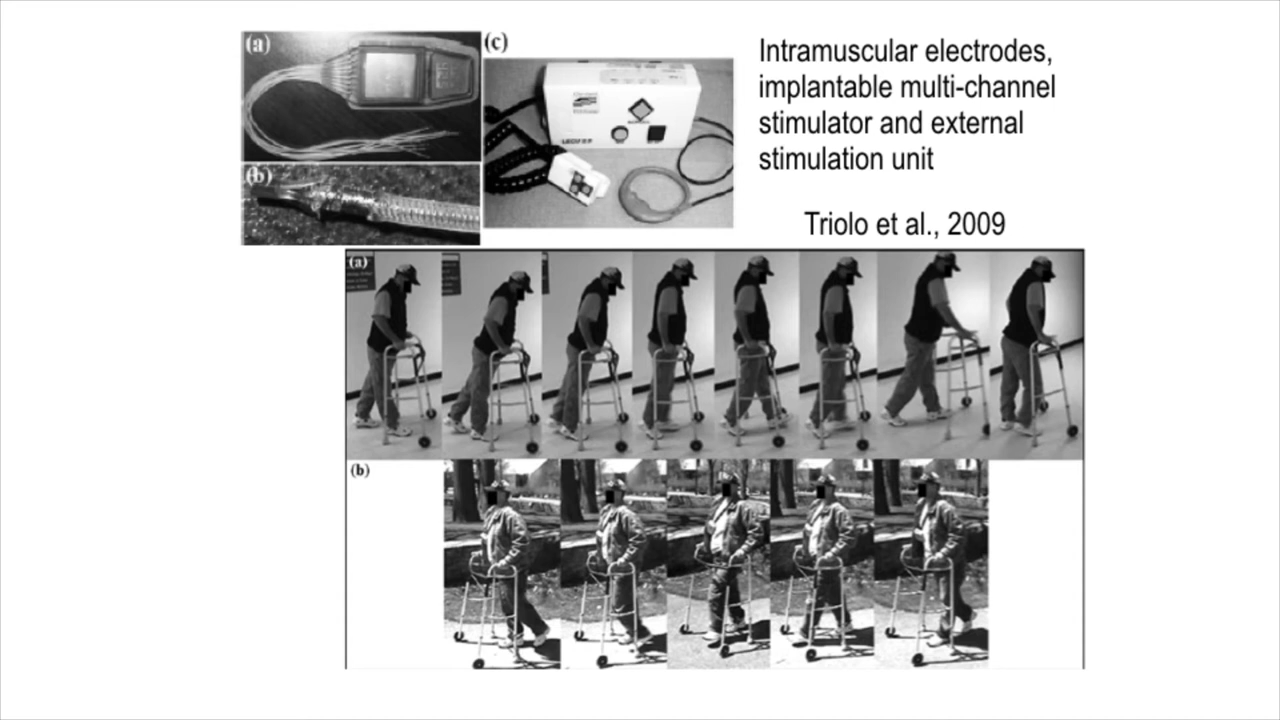 (a)
(b)
(c)
Intramuscular electrodes,
implantable multi-channel
stimulator and external
stimulation unit
Triolo et al., 2009
(a)
(b)